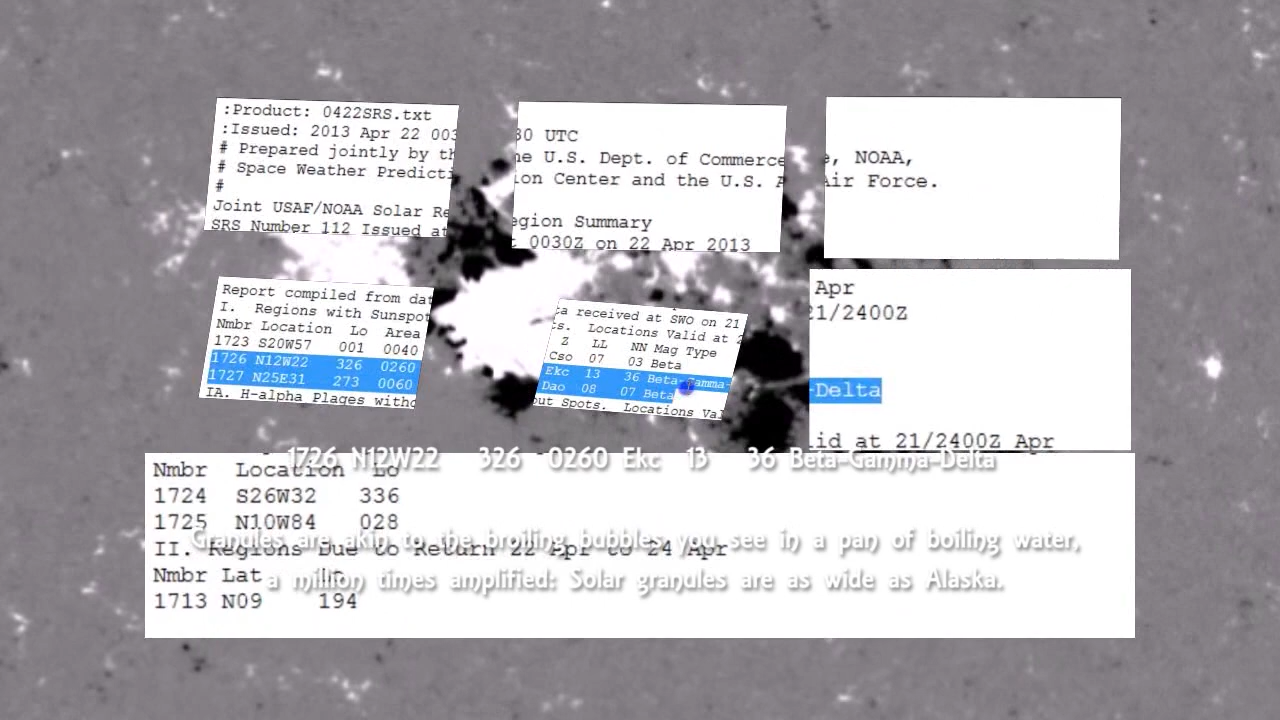 :Product: 0422SRS.txt
:Issued: 2013 Apr 22 003
# Prepared jointly by th
# Space Weather Predicti
#
Joint USAF/NOAA Solar Re
SRS Number 112 Issued at
30 UTC
he U.S. Dept. of Commerce
ion Center and the U.S. A
egion Summary
t 0030Z on 22 Apr 2013
e, NOAA,
Air Force.
Report compiled from dat
I. Regions with Sunspot
Nmbr Location Lo Area
1723 S20W57 001 0040
1726 N12W22 326 0260
1727 N25E31 273 0060
IA. H-alpha Plages witho
ta received at SWO on 21
ts. Locations Valid at 2
Z LL NN Mag Type
Cso 07 03 Beta
Ekc 13 36 Beta-Gamma-
Dao 08 07 Beta
out Spots. Locations Val
Apr
21/2400Z
-Delta
lid at 21/2400Z Apr
1726 N12W22 326 0260 Ekc 13 36 Beta-Gamma-Delta
Nmbr Location Lo
1724 S26W32 336
1725 N10W84 028
Granules are akin to the broiling bubbles you see in a pan of boiling water,
II. Regions Due to Return 22 Apr to 24 Apr
Nmbr Lat Lo
a million times amplified: Solar granules are as wide as Alaska.
1713 N09 194